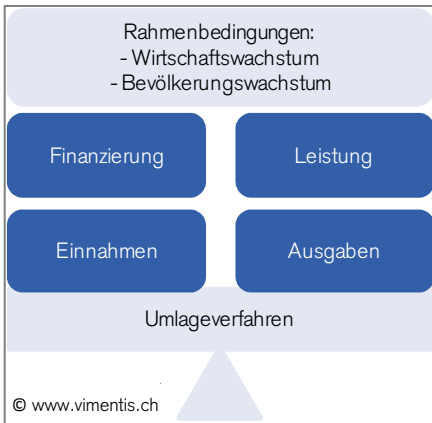 Rahmenbedingungen:
- Wirtschaftswachstum
- Bevölkerungswachstum
Finanzierung
Leistung
Einnahmen
Ausgaben
Umlageverfahren
© www.vimentis.ch